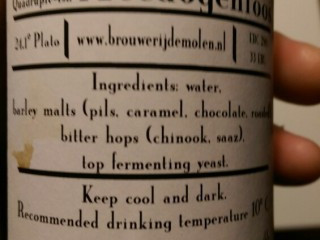 24,1° Plato www.brouwerijdemolen.nl
Ingredients: water,
barley malts (pils, caramel, chocolate,
bitter hops (chinook, saaz),
top fermenting yeast.
Keep cool and dark.
Recommended drinking temperature 10°